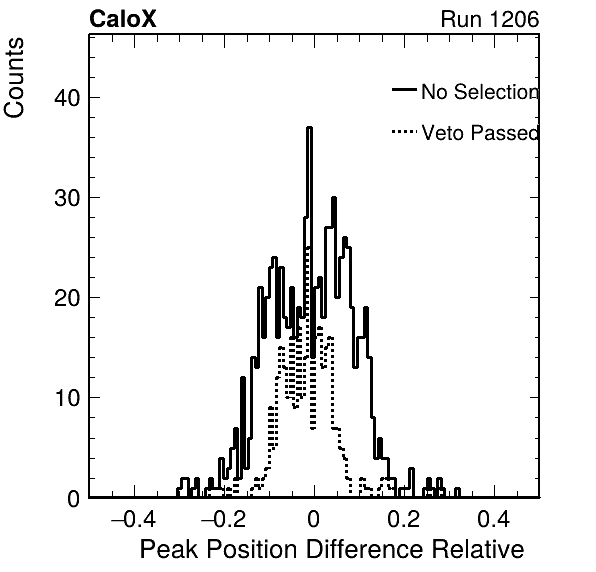 CaloX Run 1206
Counts
No Selection
Veto Passed
40
30
20
10
0
−0.4 −0.2 0 0.2 0.4
Peak Position Difference Relative